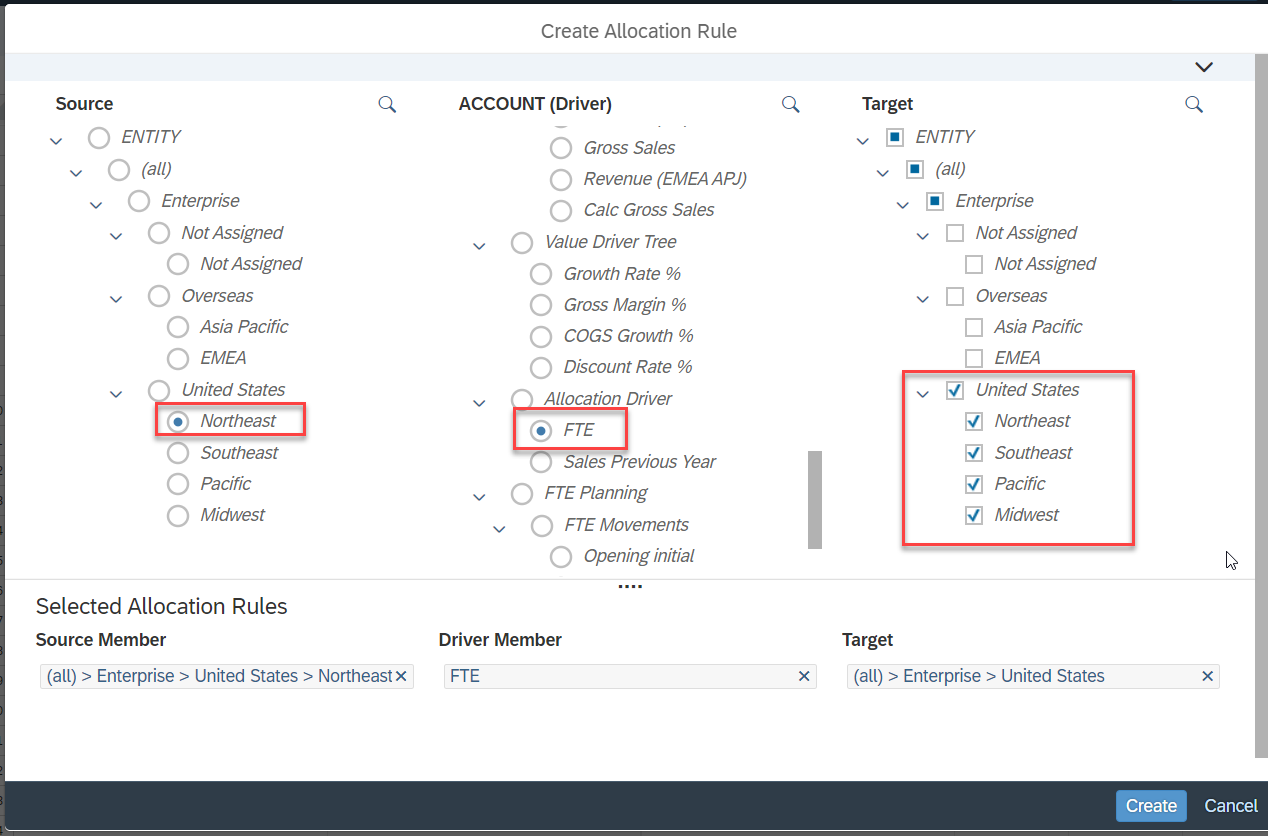 Create Allocation Rule
Source
ENTITY
(all)
Enterprise
Not Assigned
Not Assigned
Overseas
Asia Pacific
EMEA
United States
Northeast
Southeast
Pacific
Midwest
ACCOUNT (Driver)
Gross Sales
Revenue (EMEA APJ)
Calc Gross Sales
Value Driver Tree
Growth Rate %
Gross Margin %
COGS Growth %
Discount Rate %
Allocation Driver
FTE
Sales Previous Year
FTE Planning
FTE Movements
Opening initial
Target
ENTITY
(all)
Enterprise
Not Assigned
Not Assigned
Overseas
Asia Pacific
EMEA
United States
Northeast
Southeast
Pacific
Midwest
Selected Allocation Rules
Source Member
(all) > Enterprise > United States > Northeast
Driver Member
FTE
Target
(all) > Enterprise > United States
Create
Cancel